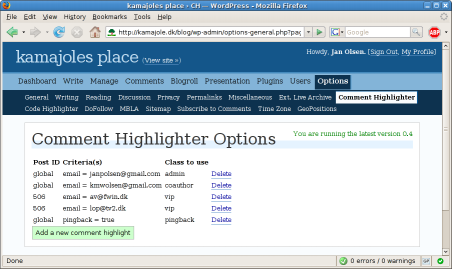 kamajoles place • CH — WordPress - Mozilla Firefox
File Edit View History Bookmarks Tools Help
http://kamajole.dk/blog/wp-admin/options-general.php?pag
Google
ABP
kamajoles place (View site »)
Howdy, Jan Olsen. [Sign Out, My Profile]
Dashboard Write Manage Comments Blogroll Presentation Plugins Users Options
General Writing Reading Discussion Privacy Permalinks Miscellaneous Ext. Live Archive Comment Highlighter
Code Highlighter DoFollow MBLA Sitemap Subscribe to Comments Time Zone GeoPositions
Comment Highlighter Options
You are running the latest version 0.4
Post ID Criteria(s) Class to use
global email = janpolsen@gmail.com admin Delete
global email = kmwolsen@gmail.com coauthor Delete
506 email = av@fwin.dk vip Delete
506 email = lop@tv2.dk vip Delete
global pingback = true pingback Delete
Add a new comment highlight
Done
0 errors / 0 warnings